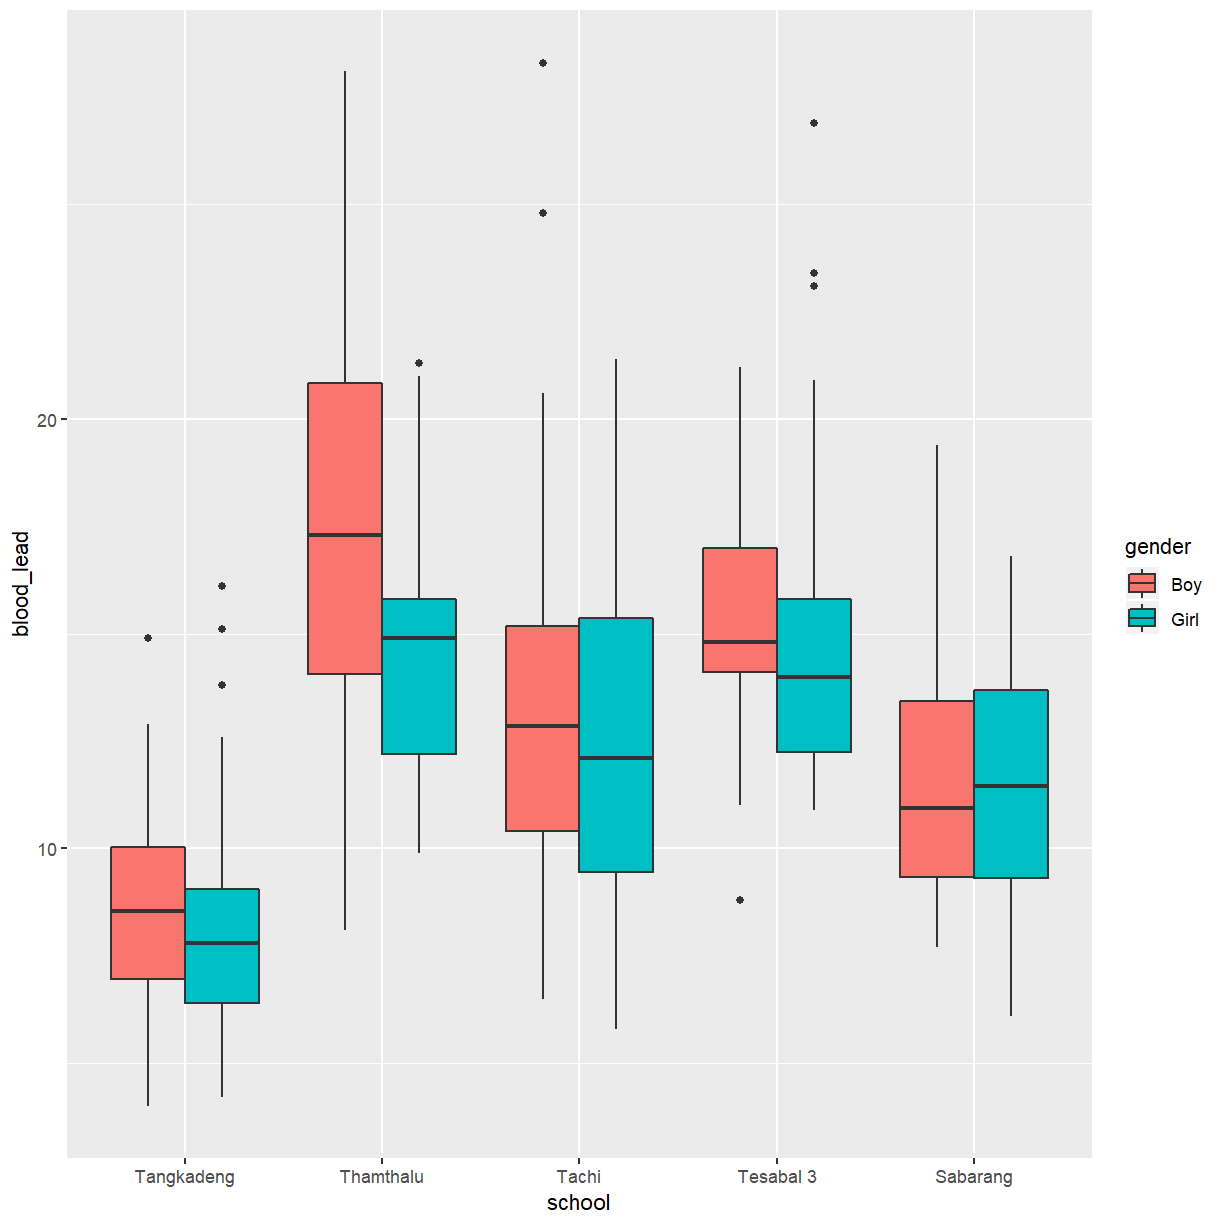 blood_lead
20
10
Tangkadeng
Thamthalu
Tachi
Tesabal 3
Sabarang
school
gender
Boy
Girl